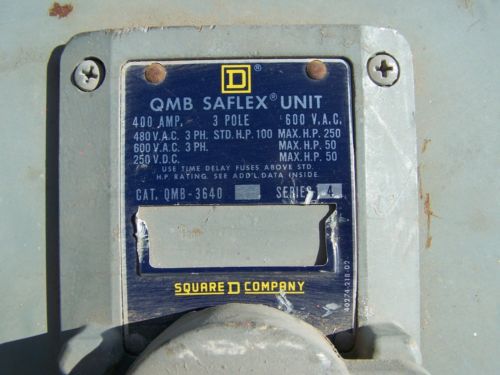 D
QMB SAFLEX® UNIT
400 AMP. 3 POLE 600 V.A.C.
480 V.A.C. 3 PH. STD. H.P. 100 MAX. H.P. 250
600 V.A.C. 3 PH. MAX. H.P. 50
250 V.D.C. MAX. H.P. 50
USE TIME DELAY FUSES ABOVE STD.
H.P. RATING. SEE ADD'L DATA INSIDE.
CAT. QMB-3640 SERIES 4
SQUARE D COMPANY